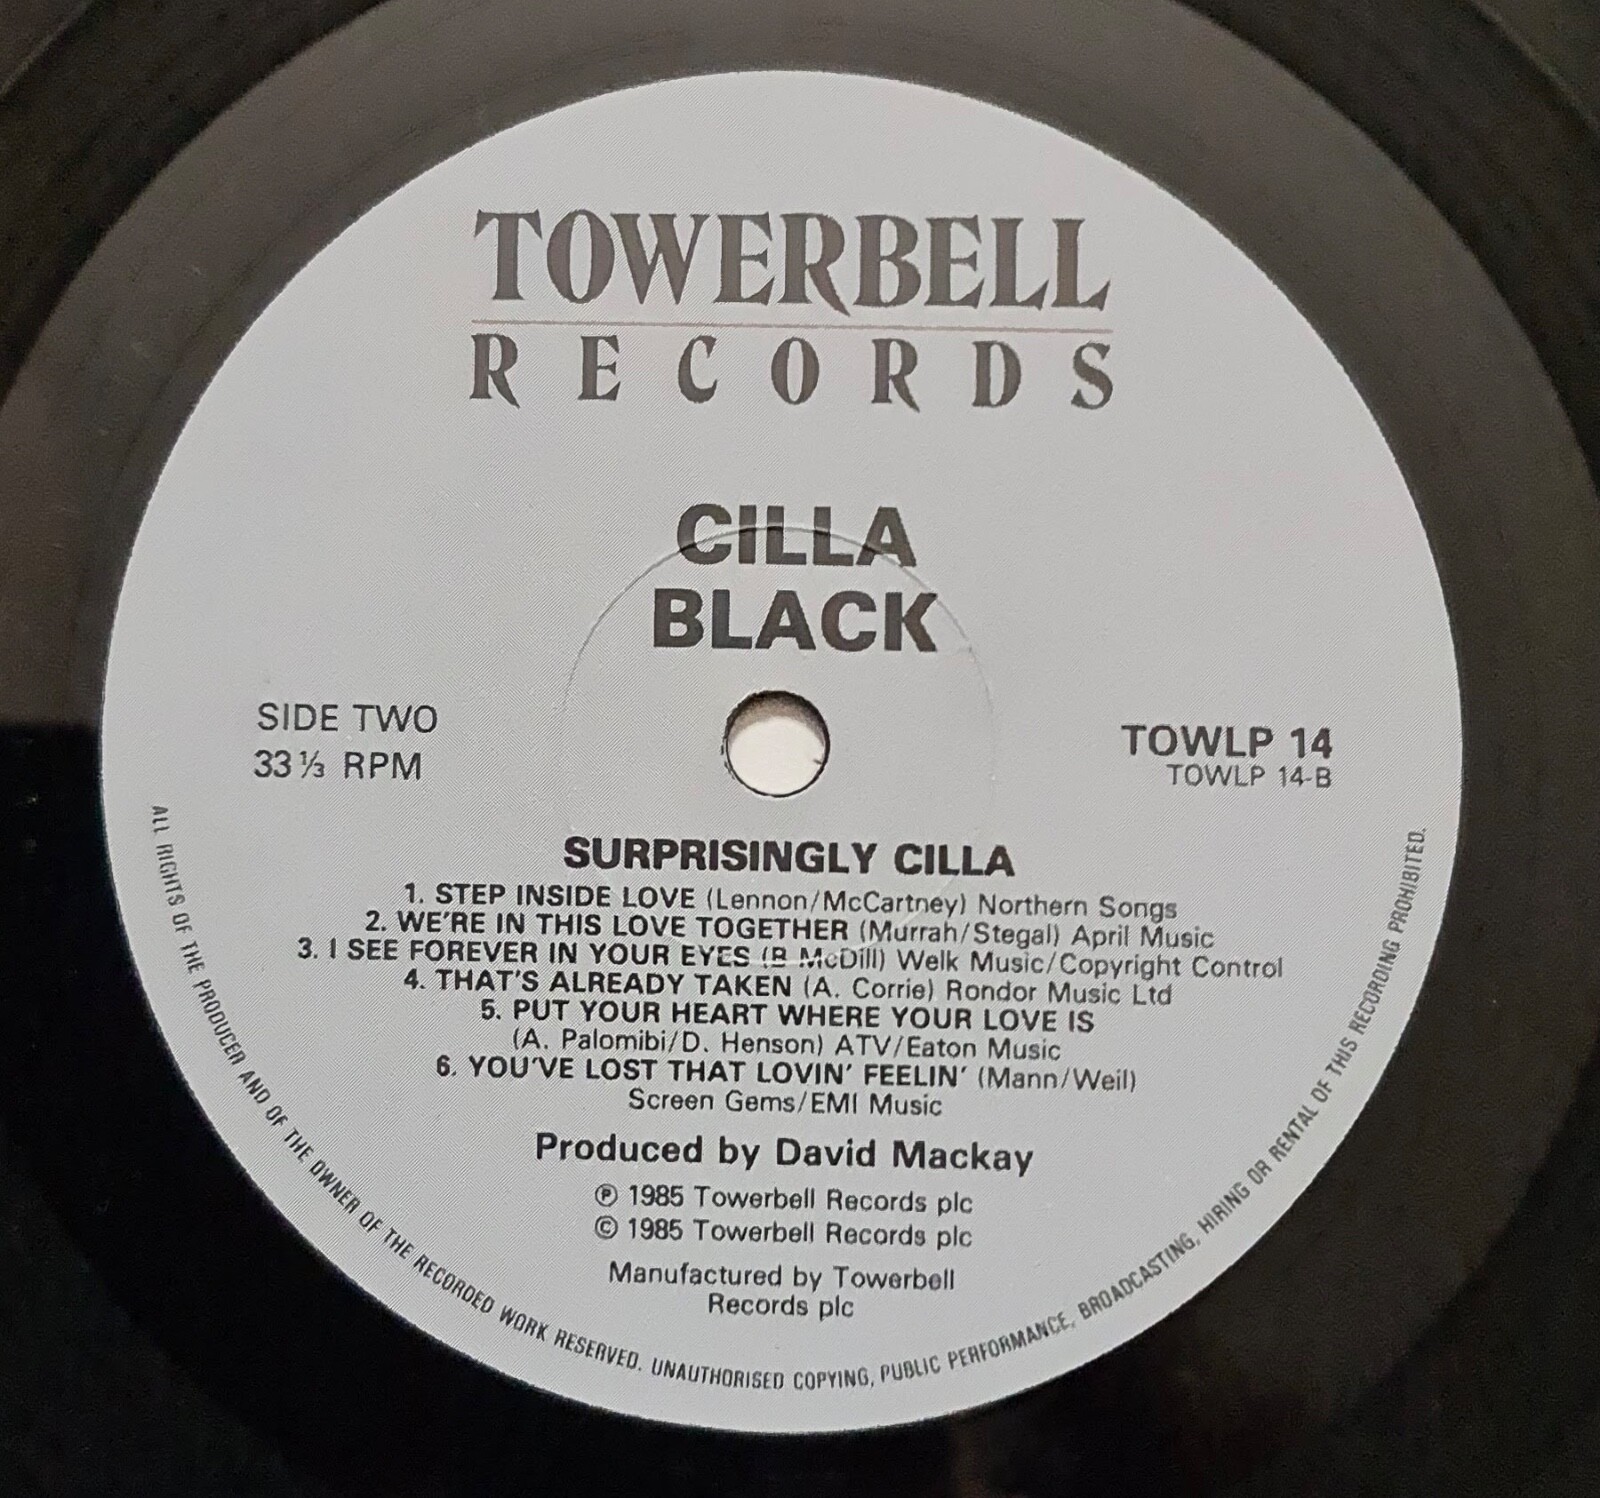 TOWERBELL
RECORDS
CILLA
BLACK
SIDE TWO
33⅓ RPM
TOWLP 14
TOWLP 14-B
SURPRISINGLY CILLA
1. STEP INSIDE LOVE (Lennon/McCartney) Northern Songs
2. WE'RE IN THIS LOVE TOGETHER (Murrah/Stegal) April Music
3. I SEE FOREVER IN YOUR EYES (B McDill) Welk Music/Copyright Control
4. THAT'S ALREADY TAKEN (A. Corrie) Rondor Music Ltd
5. PUT YOUR HEART WHERE YOUR LOVE IS
(A. Palomibi/D. Henson) ATV/Eaton Music
6. YOU'VE LOST THAT LOVIN' FEELIN' (Mann/Weil)
Screen Gems/EMI Music
Produced by David Mackay
℗ 1985 Towerbell Records plc
© 1985 Towerbell Records plc
Manufactured by Towerbell
Records plc
ALL RIGHTS OF THE PRODUCER AND OF THE OWNER OF THE RECORDED WORK RESERVED. UNAUTHORISED COPYING, PUBLIC PERFORMANCE, BROADCASTING, HIRING OR RENTAL OF THIS RECORDING PROHIBITED.